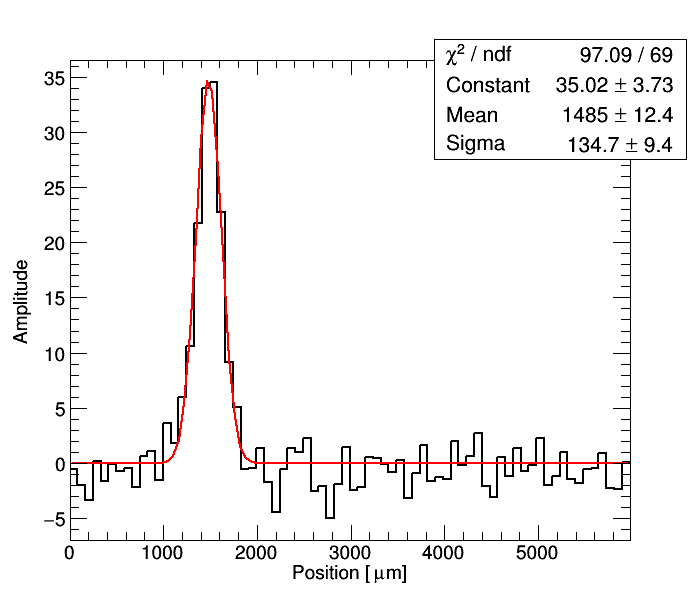 χ² / ndf 97.09 / 69
Constant 35.02 ± 3.73
Mean 1485 ± 12.4
Sigma 134.7 ± 9.4
Amplitude
35
30
25
20
15
10
5
0
−5
0 1000 2000 3000 4000 5000
Position [ μm]